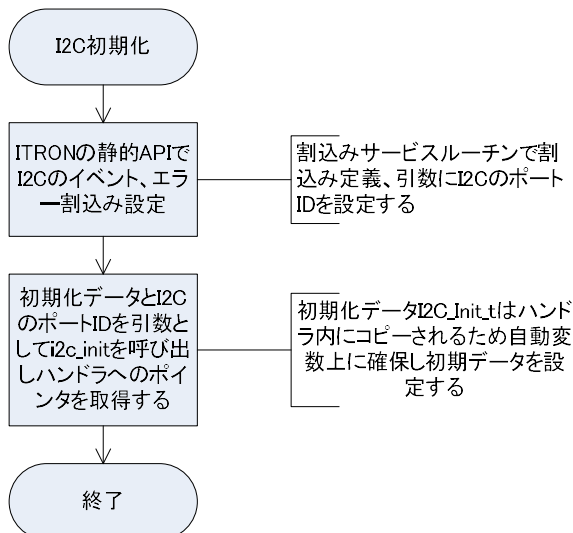 I2C初期化
ITRONの静的APIで
I2Cのイベント、エラ
ー割込み設定
割込みサービスルーチンで割
込み定義、引数にI2Cのポート
IDを設定する
初期化データとI2C
のポートIDを引数と
してi2c_initを呼び出
しハンドラへのポイ
ンタを取得する
初期化データI2C_Init_tはハンド
ラ内にコピーされるため自動変
数上に確保し初期データを設
定する
終了